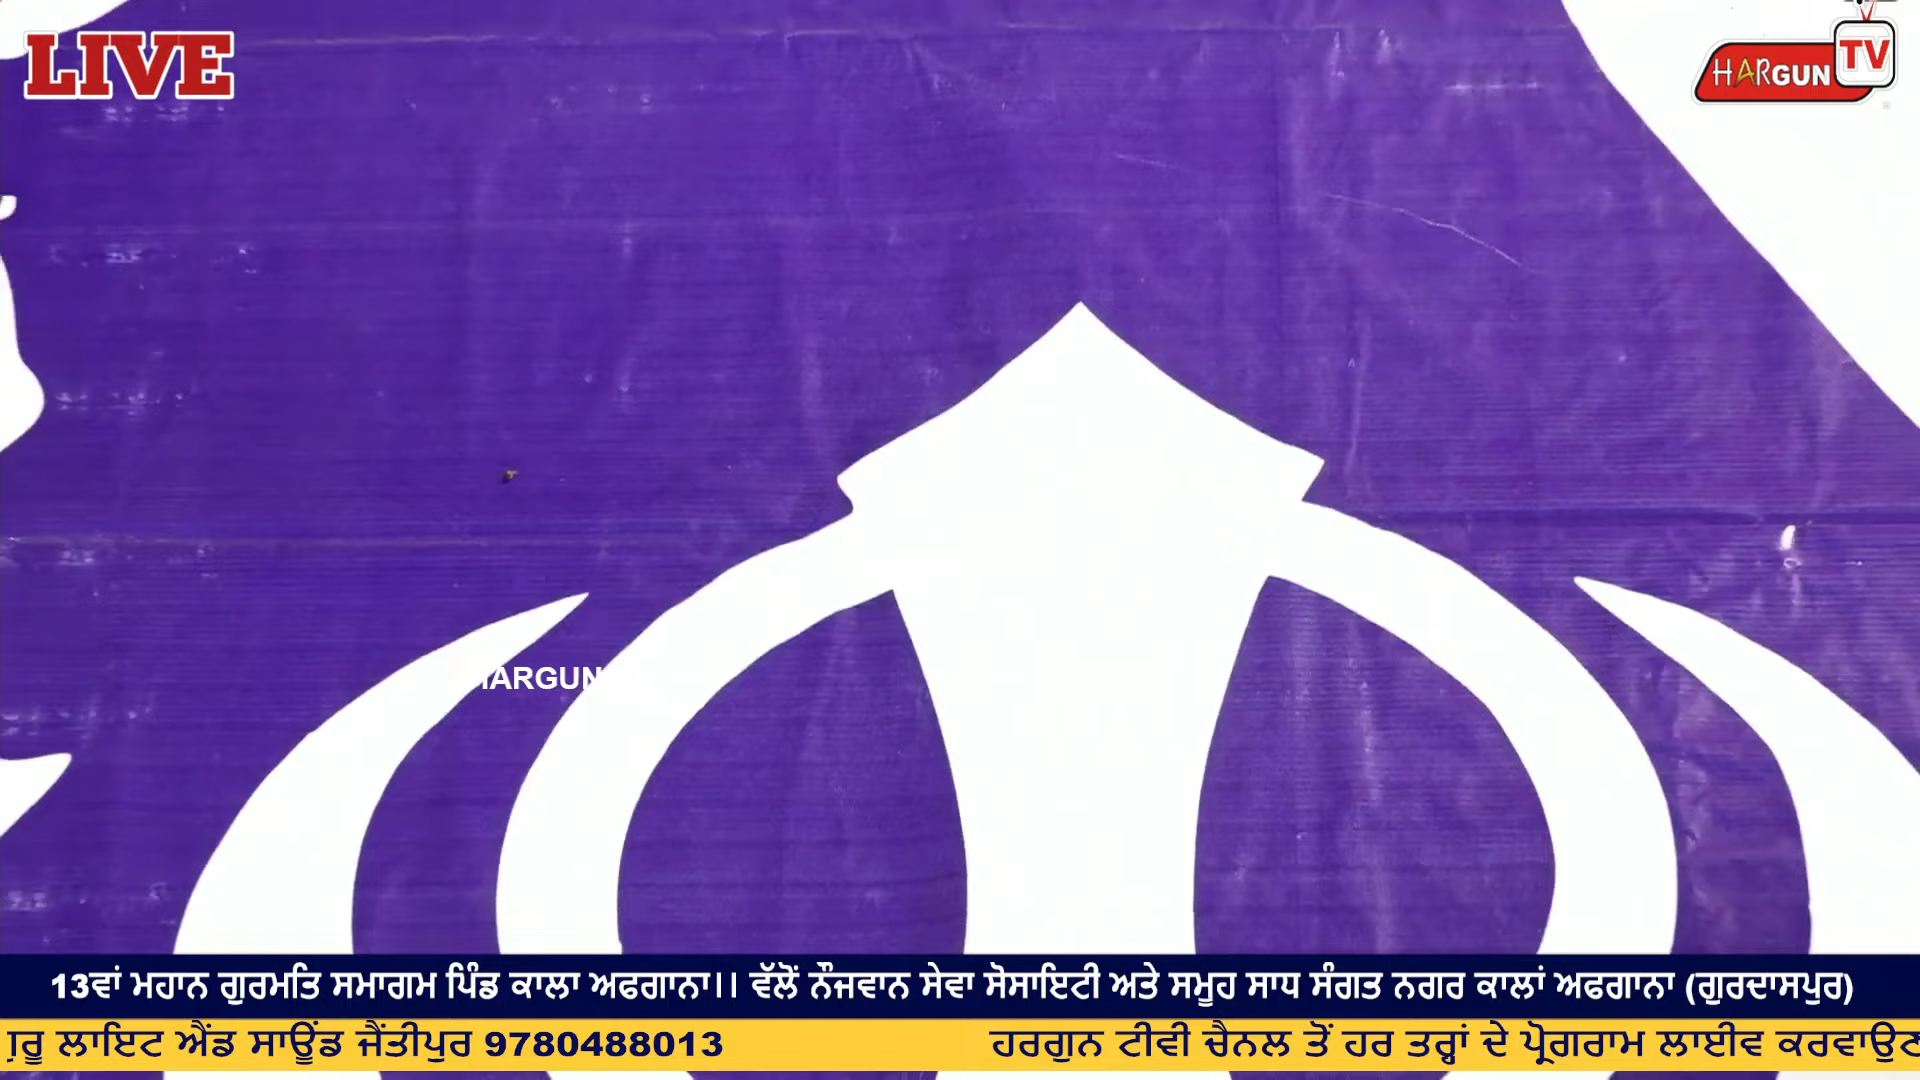 LIVE
HARGUN TV
HARGUN
13ਵਾਂ ਮਹਾਨ ਗੁਰਮਤਿ ਸਮਾਗਮ ਪਿੰਡ ਕਾਲਾ ਅਫਗਾਨਾ।। ਵੱਲੋਂ ਨੌਜਵਾਨ ਸੇਵਾ ਸੋਸਾਇਟੀ ਅਤੇ ਸਮੂਹ ਸਾਧ ਸੰਗਤ ਨਗਰ ਕਾਲਾਂ ਅਫਗਾਨਾ (ਗੁਰਦਾਸਪੁਰ)
ਲਾਇਟ ਐਂਡ ਸਾਊਂਡ ਜੈਂਤੀਪੁਰ 9780488013 ਹਰਗੁਨ ਟੀਵੀ ਚੈਨਲ ਤੋਂ ਹਰ ਤਰ੍ਹਾਂ ਦੇ ਪ੍ਰੋਗਰਾਮ ਲਾਈਵ